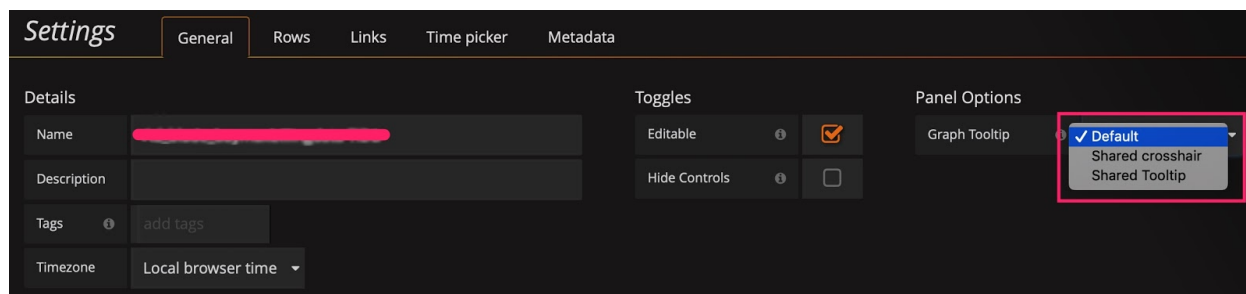 Settings
General
Rows
Links
Time picker
Metadata
Details
Name
Description
Tags
add tags
Timezone
Local browser time
Toggles
Editable
Hide Controls
Panel Options
Graph Tooltip
✓ Default
Shared crosshair
Shared Tooltip